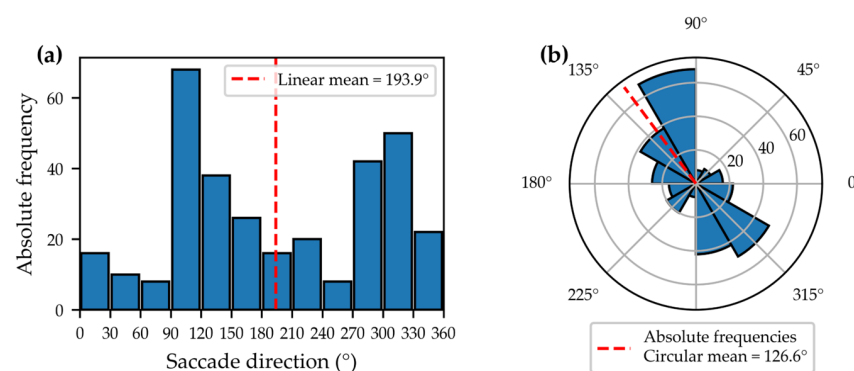 (a)
Linear mean = 193.9°
Absolute frequency
60
40
20
0
0 30 60 90 120 150 180 210 240 270 300 330 360
Saccade direction (°)
(b)
90°
135°
45°
60
40
20
180°
0
225°
315°
Absolute frequencies
Circular mean = 126.6°